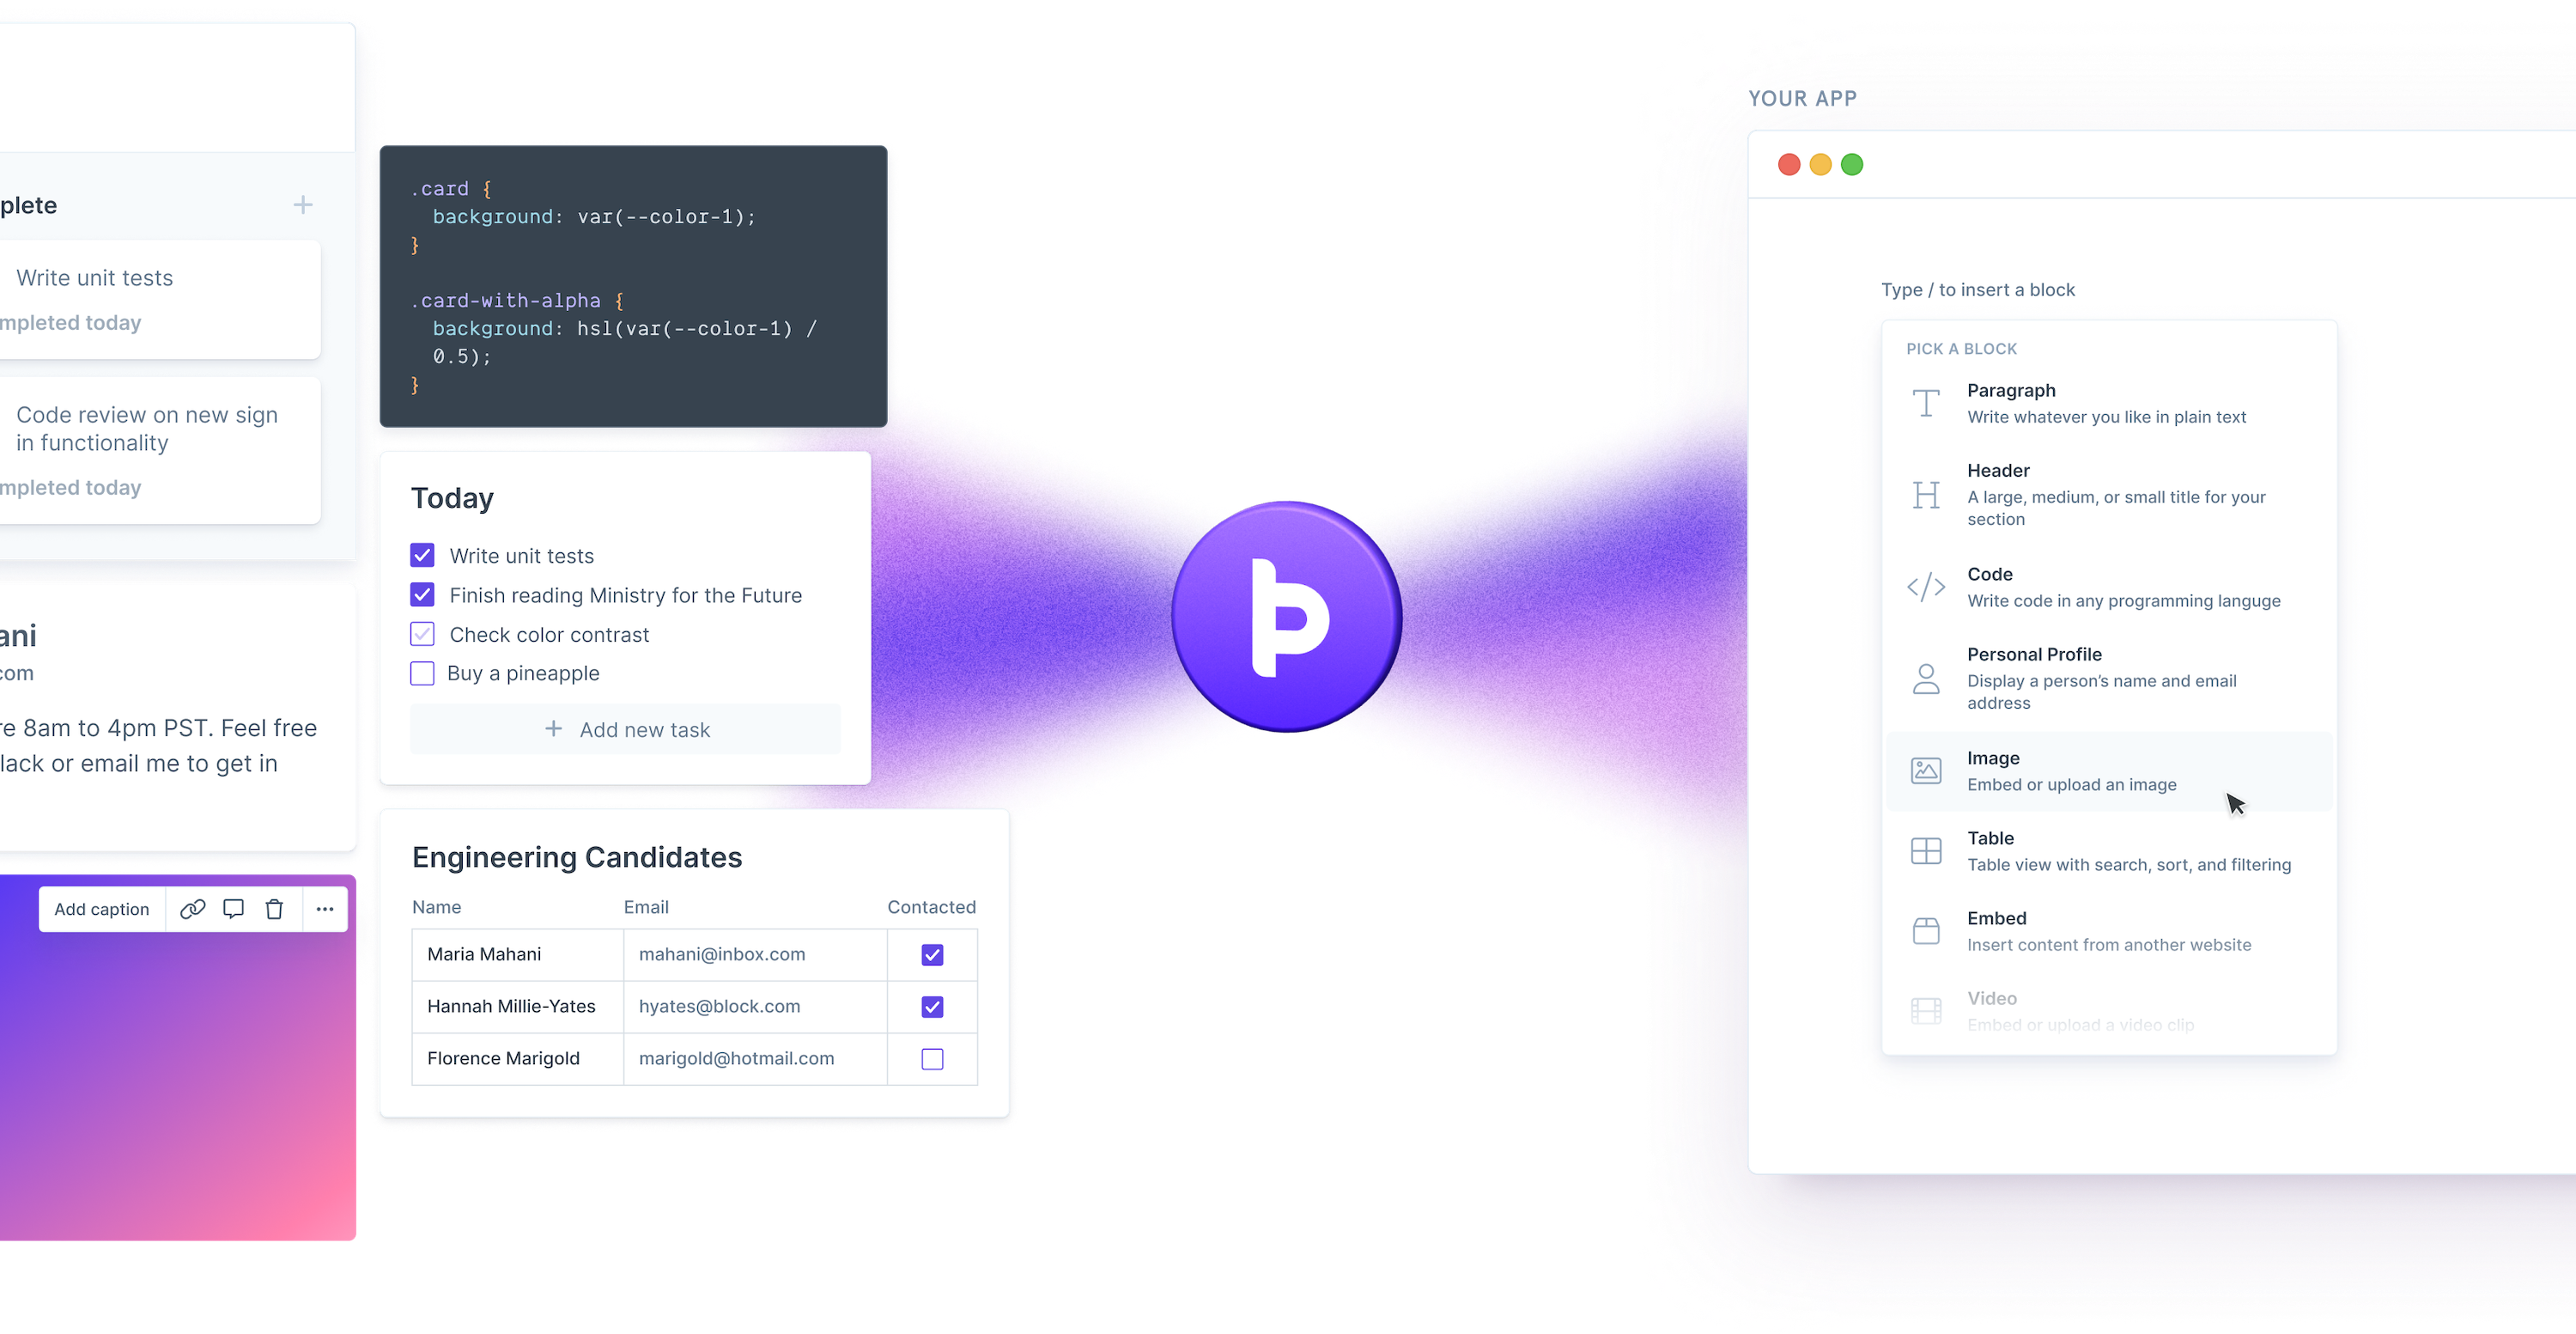 plete
Write unit tests
mpleted today
Code review on new sign
in functionality
mpleted today
ani
com
re 8am to 4pm PST. Feel free
lack or email me to get in
Add caption
.card {
background: var(--color-1);
}
.card-with-alpha {
background: hsl(var(--color-1) /
0.5);
}
Today
Write unit tests
Finish reading Ministry for the Future
Check color contrast
Buy a pineapple
+ Add new task
Engineering Candidates
Name Email Contacted
Maria Mahani mahani@inbox.com
Hannah Millie-Yates hyates@block.com
Florence Marigold marigold@hotmail.com
YOUR APP
Type / to insert a block
PICK A BLOCK
Paragraph
Write whatever you like in plain text
Header
A large, medium, or small title for your
section
Code
Write code in any programming languge
Personal Profile
Display a person's name and email
address
Image
Embed or upload an image
Table
Table view with search, sort, and filtering
Embed
Insert content from another website
Video
Embed or upload a video clip